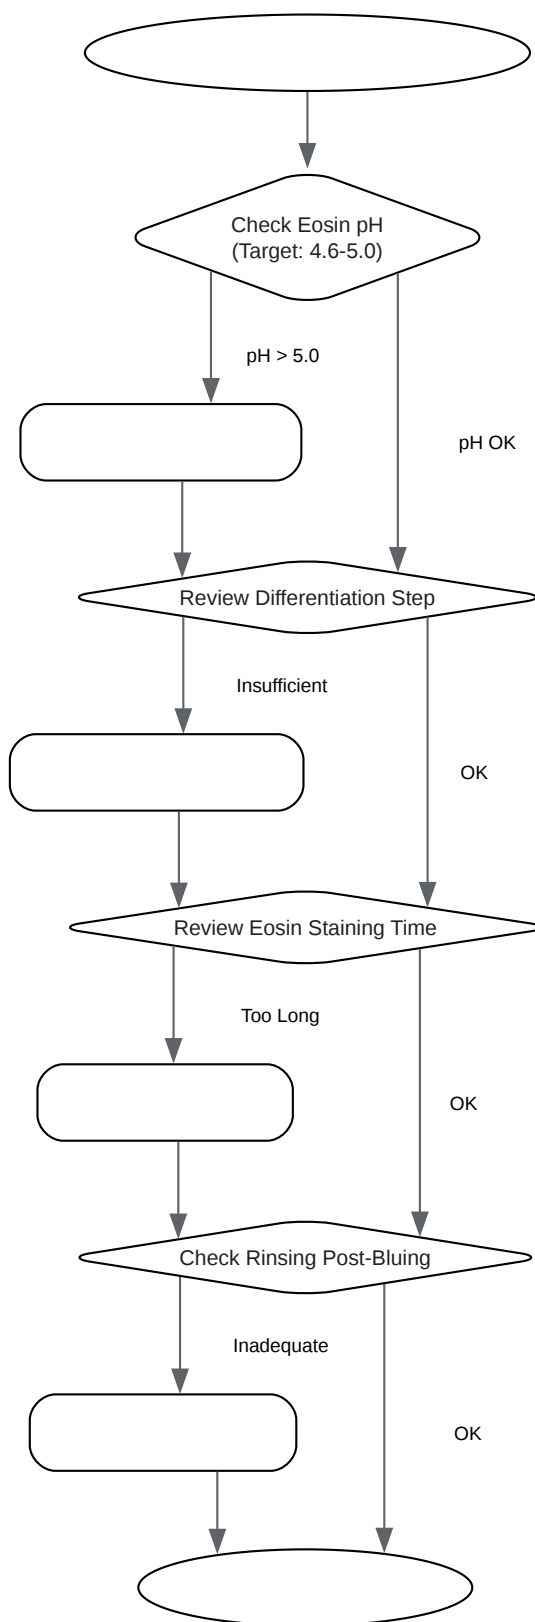 Check Eosin pH
(Target: 4.6-5.0)
pH > 5.0
pH OK
Review Differentiation Step
Insufficient
OK
Review Eosin Staining Time
Too Long
OK
Check Rinsing Post-Bluing
Inadequate
OK